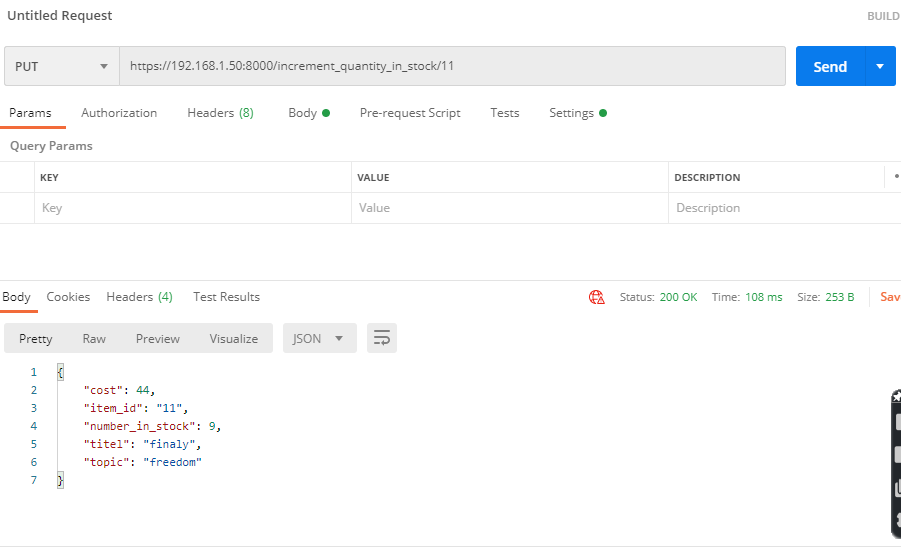 Untitled Request BUILD
PUT https://192.168.1.50:8000/increment_quantity_in_stock/11 Send
Params Authorization Headers (8) Body Pre-request Script Tests Settings
Query Params
KEY VALUE DESCRIPTION
Key Value Description
Body Cookies Headers (4) Test Results Status: 200 OK Time: 108 ms Size: 253 B Sav
Pretty Raw Preview Visualize JSON
1 {
2 "cost": 44,
3 "item_id": "11",
4 "number_in_stock": 9,
5 "titel": "finaly",
6 "topic": "freedom"
7 }